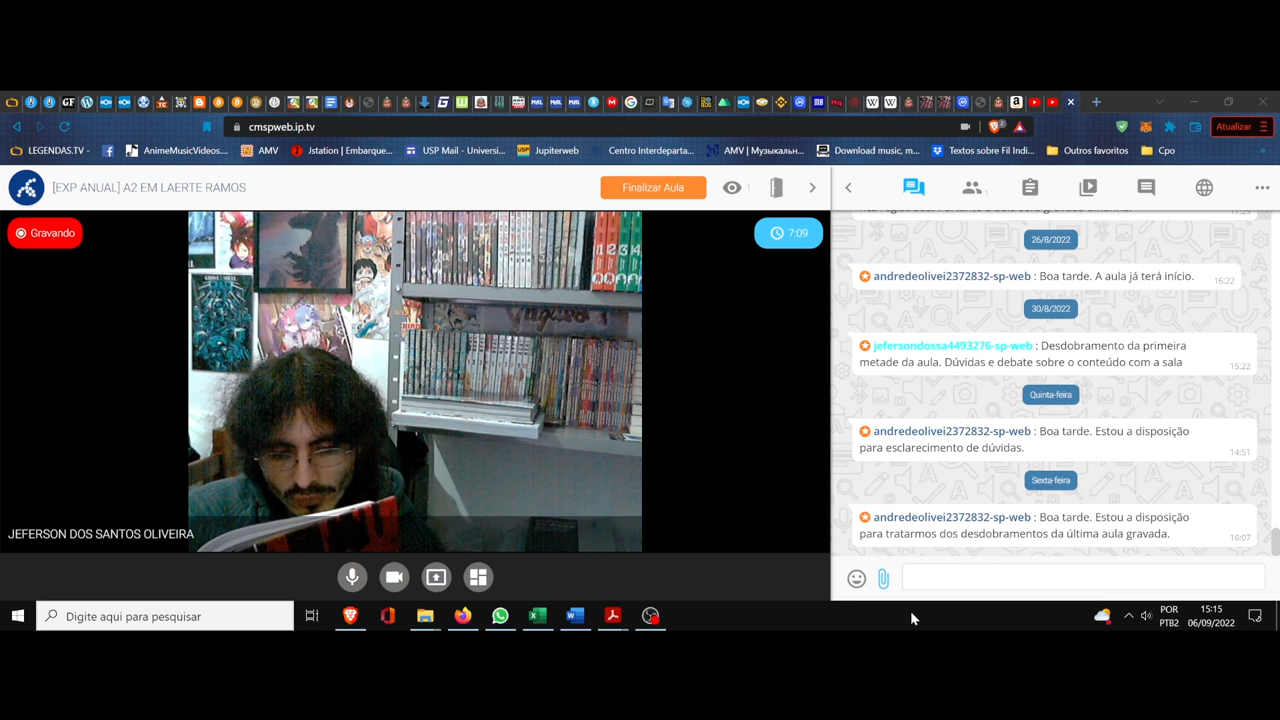 cmspweb.ip.tv
Atualizar
LEGENDAS.TV -
AnimeMusicVideos....
AMV
Jstation | Embarque...
USP Mail - Universi...
Jupiterweb
Centro Interdeparta...
AMV | Музыкальн...
Download music, m...
Textos sobre Fil Indi...
Outros favoritos
Cpo
[EXP ANUAL] A2 EM LAERTE RAMOS
Finalizar Aula
1
1
Gravando
7:09
JEFERSON DOS SANTOS OLIVEIRA
26/8/2022
andredeolivei2372832-sp-web : Boa tarde. A aula já terá início.
16:22
30/8/2022
jefersondossa4493276-sp-web : Desdobramento da primeira
metade da aula. Dúvidas e debate sobre o conteúdo com a sala
15:22
Quinta-feira
andredeolivei2372832-sp-web : Boa tarde. Estou a disposição
para esclarecimento de dúvidas.
14:51
Sexta-feira
andredeolivei2372832-sp-web : Boa tarde. Estou a disposição
para tratarmos dos desdobramentos da última aula gravada.
16:07
Digite aqui para pesquisar
POR
PTB2
15:15
06/09/2022